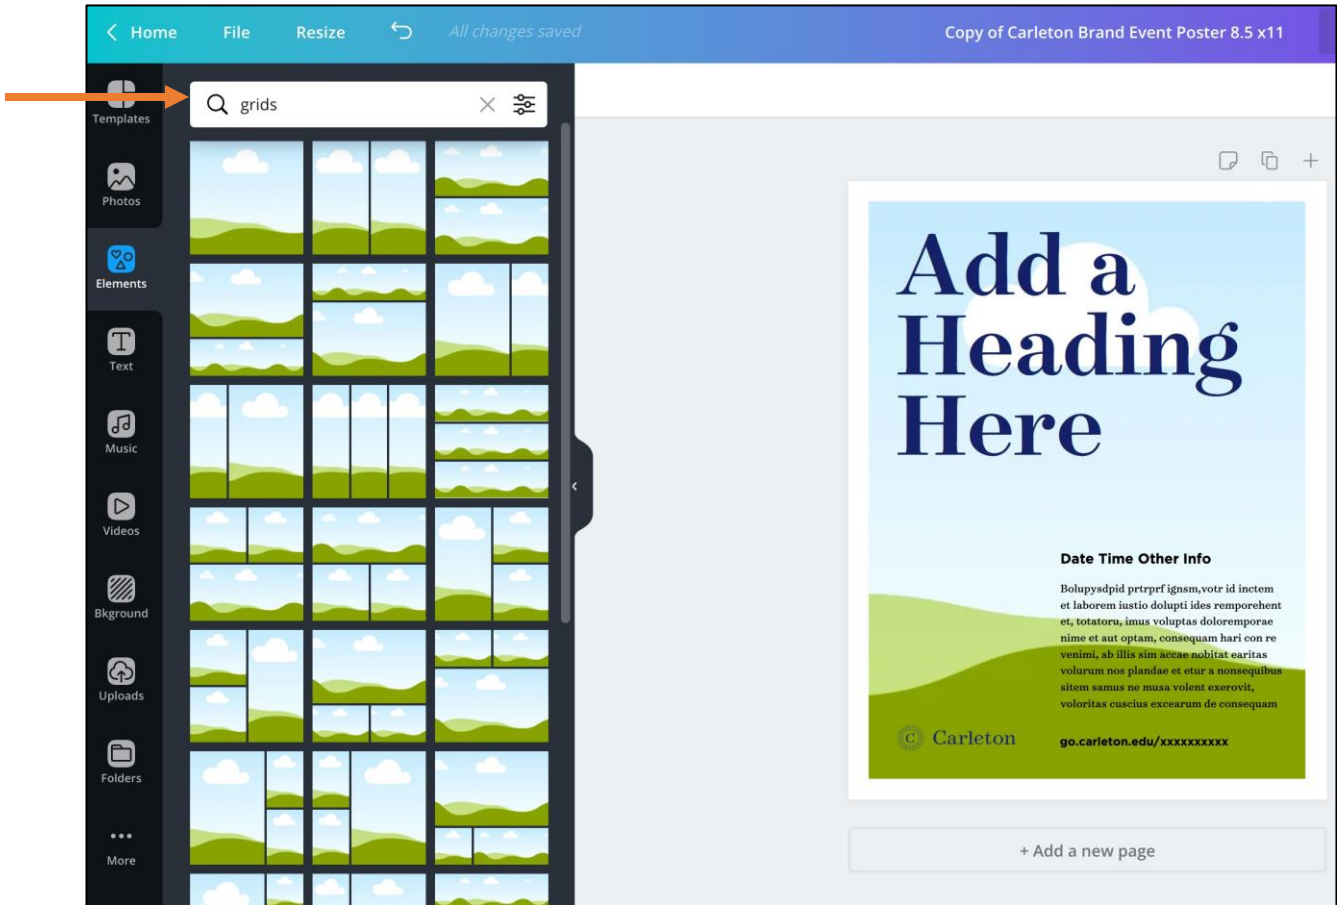 Home File Resize All changes saved Copy of Carleton Brand Event Poster 8.5 x11
grids
Templates
Photos
Elements
Text
Music
Videos
Bkground
Uploads
Folders
More
Add a
Heading
Here
Date Time Other Info
Bolupysdpid prtrprf ignsm,votr id inctem
et laborem iustio dolupti ides remporehent
et, totatoru, imus voluptas doloremporae
nime et aut optam, consequam hari con re
venimi, ab illis sim accae nobitat earitas
volurum nos plandae et etur a nonsequibus
sitem samus ne musa volent exerovit,
voloritas cuscius excearum de consequam
C Carleton
go.carleton.edu/xxxxxxxxxx
+ Add a new page